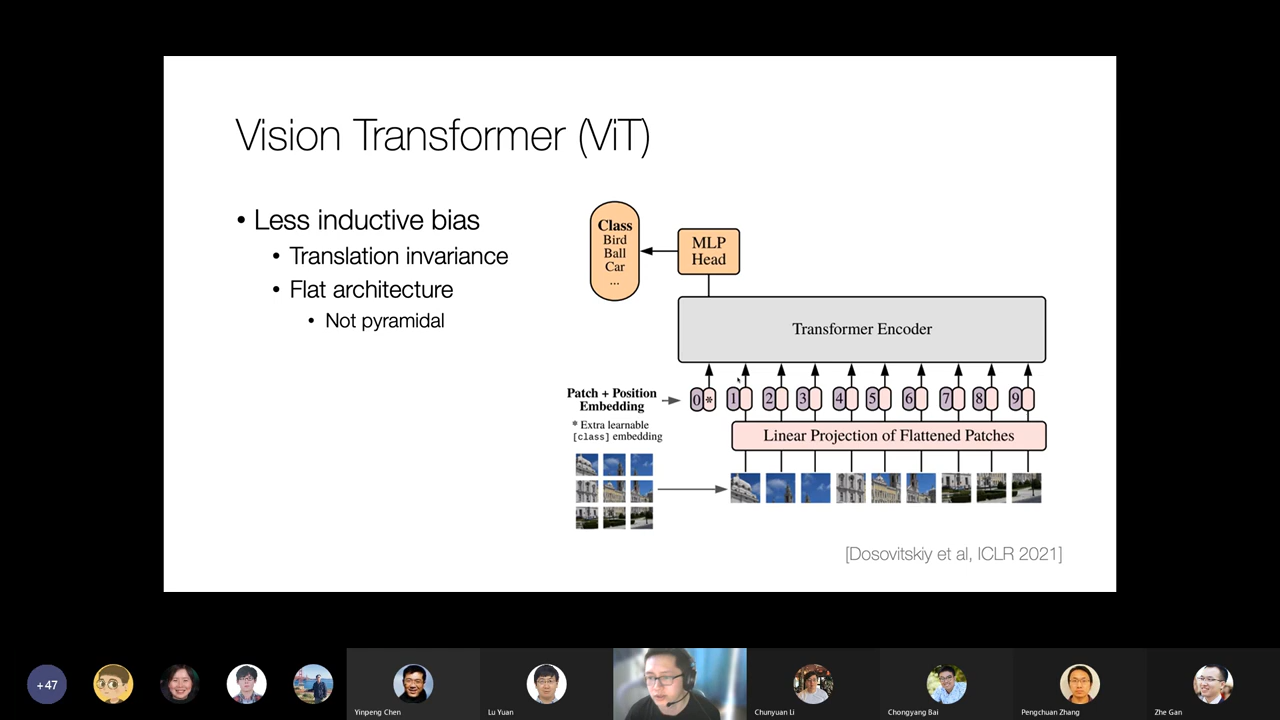 Vision Transformer (ViT)
• Less inductive bias
• Translation invariance
• Flat architecture
• Not pyramidal
Class
Bird
Ball
Car
...
MLP
Head
Transformer Encoder
Patch + Position
Embedding
* Extra learnable
[class] embedding
0 * 1 2 3 4 5 6 7 8 9
Linear Projection of Flattened Patches
[Dosovitskiy et al, ICLR 2021]
+47
Yinpeng Chen
Lu Yuan
Chunyuan Li
Chongyang Bai
Pengchuan Zhang
Zhe Gan